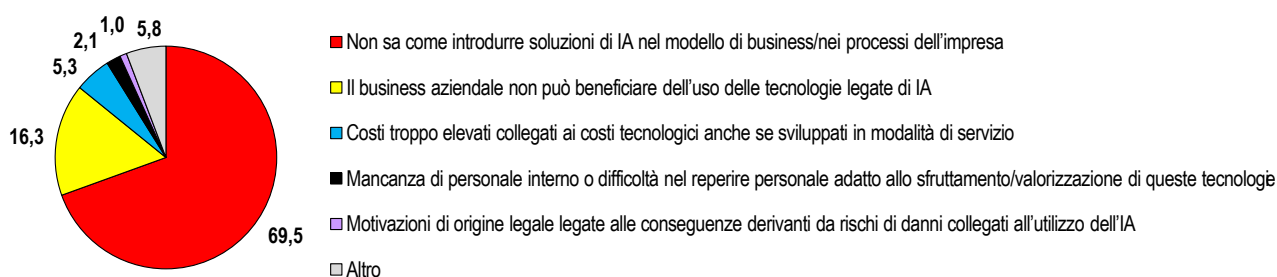 1,0
5,8
2,1
5,3
16,3
69,5
Non sa come introdurre soluzioni di IA nel modello di business/nei processi dell'impresa
Il business aziendale non può beneficiare dell'uso delle tecnologie legate di IA
Costi troppo elevati collegati ai costi tecnologici anche se sviluppati in modalità di servizio
Mancanza di personale interno o difficoltà nel reperire personale adatto allo sfruttamento/valorizzazione di queste tecnologie
Motivazioni di origine legale legate alle conseguenze derivanti da rischi di danni collegati all'utilizzo dell'IA
Altro